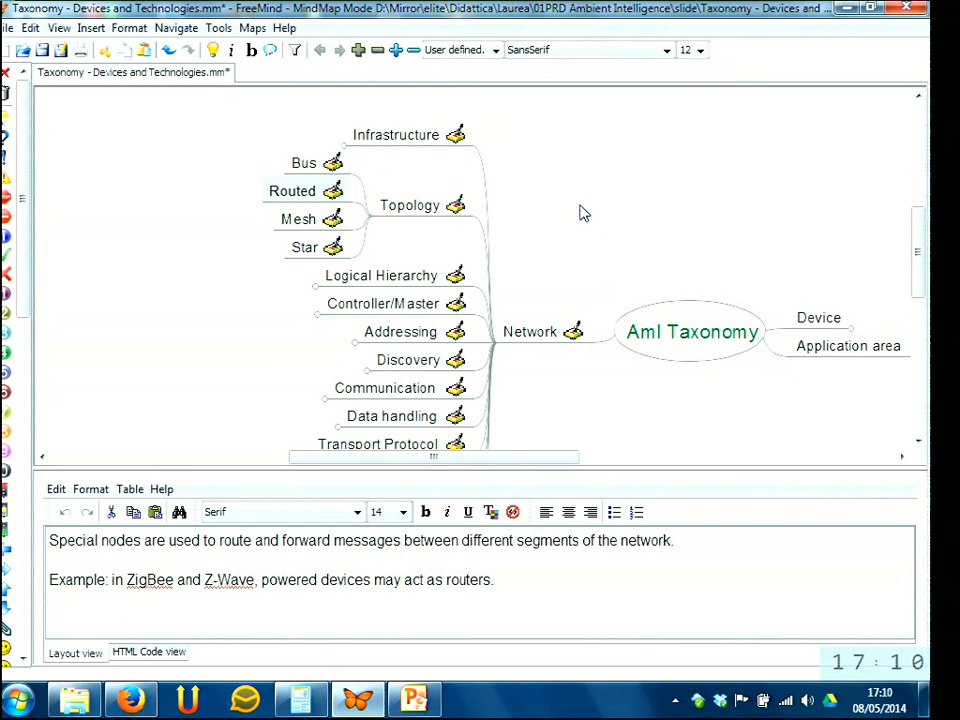 Taxonomy - Devices and Technologies.mm* - FreeMind - MindMap Mode D:\Mirror\elite\Didattica\Laurea\01PRD Ambient Intelligence\slide\Taxonomy - Devices and ...
ile Edit View Insert Format Navigate Tools Maps Help
User defined. SansSerif 12
Taxonomy - Devices and Technologies.mm*
Infrastructure
Bus
Routed
Topology
Mesh
Star
Logical Hierarchy
Controller/Master
Device
Addressing
Network
AmI Taxonomy
Application area
Discovery
Communication
Data handling
Transport Protocol
Edit Format Table Help
Serif 14 b i U
Special nodes are used to route and forward messages between different segments of the network.
Example: in ZigBee and Z-Wave, powered devices may act as routers.
Layout view HTML Code view
17:10
17:10
08/05/2014